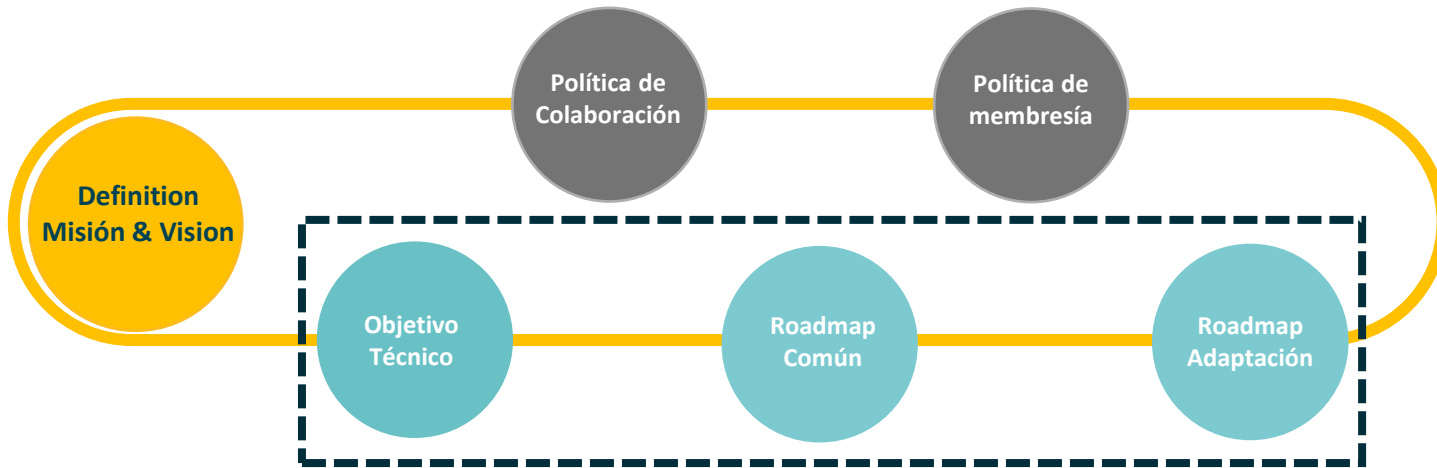 Política de
Colaboración
Política de
membresía
Definition
Misión & Vision
Objetivo
Técnico
Roadmap
Común
Roadmap
Adaptación